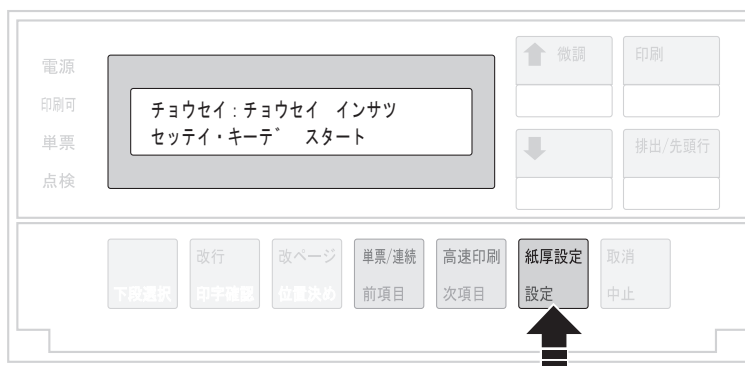 電源
印刷可
単票
点検
チョウセイ：チョウセイ　インサツ
セッテイ・キーデ゛　スタート
微調
印刷
排出/先頭行
改行
改ページ
単票/連続
高速印刷
紙厚設定
取消
下段選択
印字確認
位置決め
前項目
次項目
設定
中止